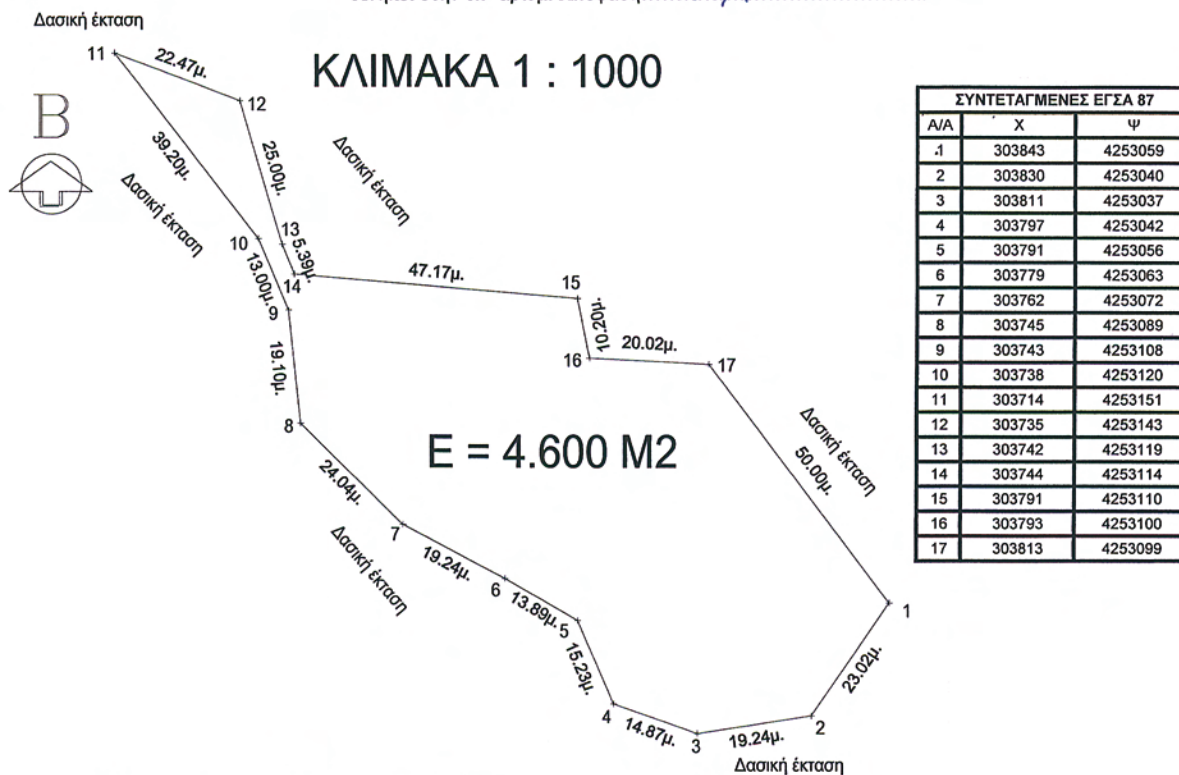 Δασική έκταση
ΚΛΙΜΑΚΑ 1 : 1000
11
22.47μ.
12
Β
39.20μ.
25.00μ.
Δασική έκταση
Δασική έκταση
10
13
5.39μ.
13.00μ.
14
47.17μ.
15
9
10.20μ.
20.02μ.
16
17
19.10μ.
8
Δασική έκταση
50.00μ.
Ε = 4.600 Μ2
24.04μ.
7
Δασική έκταση
19.24μ.
6
13.89μ.
5
1
15.23μ.
23.02μ.
4
14.87μ.
3
19.24μ.
2
Δασική έκταση
ΣΥΝΤΕΤΑΓΜΕΝΕΣ ΕΓΣΑ 87
Α/Α Χ Ψ
1 303843 4253059
2 303830 4253040
3 303811 4253037
4 303797 4253042
5 303791 4253056
6 303779 4253063
7 303762 4253072
8 303745 4253089
9 303743 4253108
10 303738 4253120
11 303714 4253151
12 303735 4253143
13 303742 4253119
14 303744 4253114
15 303791 4253110
16 303793 4253100
17 303813 4253099